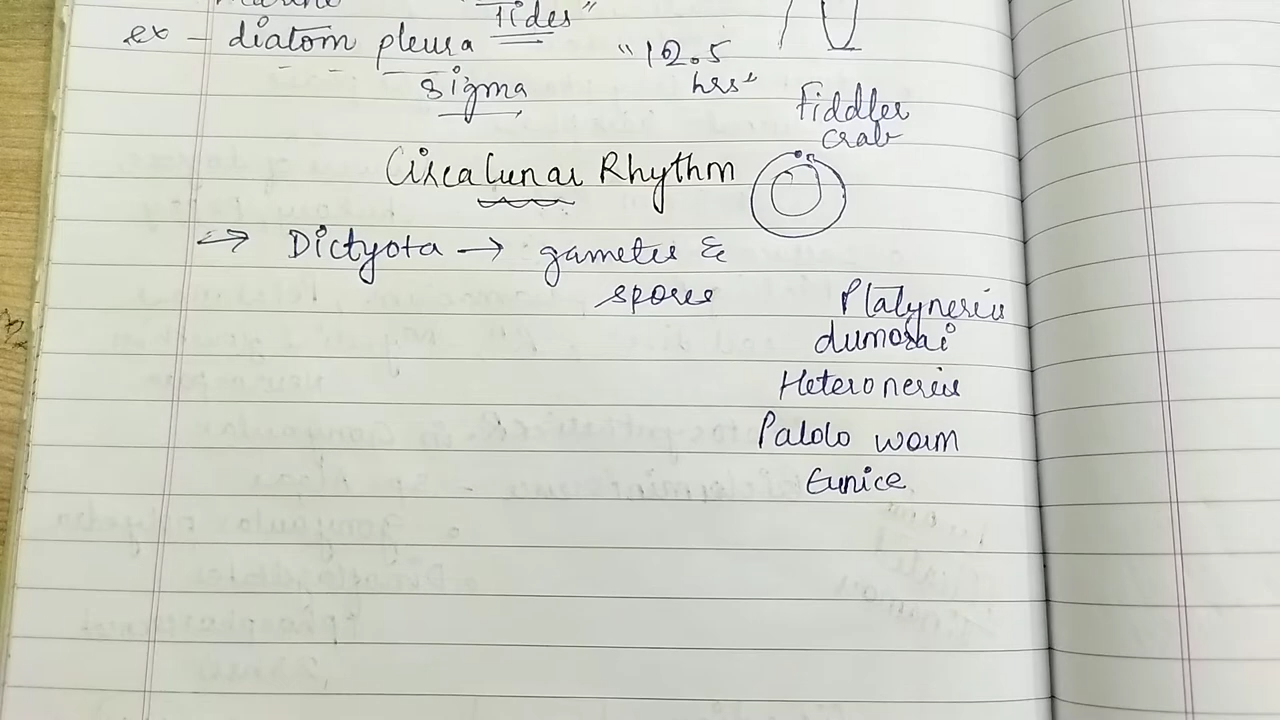 Tides"
ex - diatom pleura
sigma
"12.5
hrs"
Fiddler
crab
Circalunar Rhythm
→ Dictyota → gametes &
spores
Platynereis
dumorai
Heteronereis
Palolo worm
Eunice